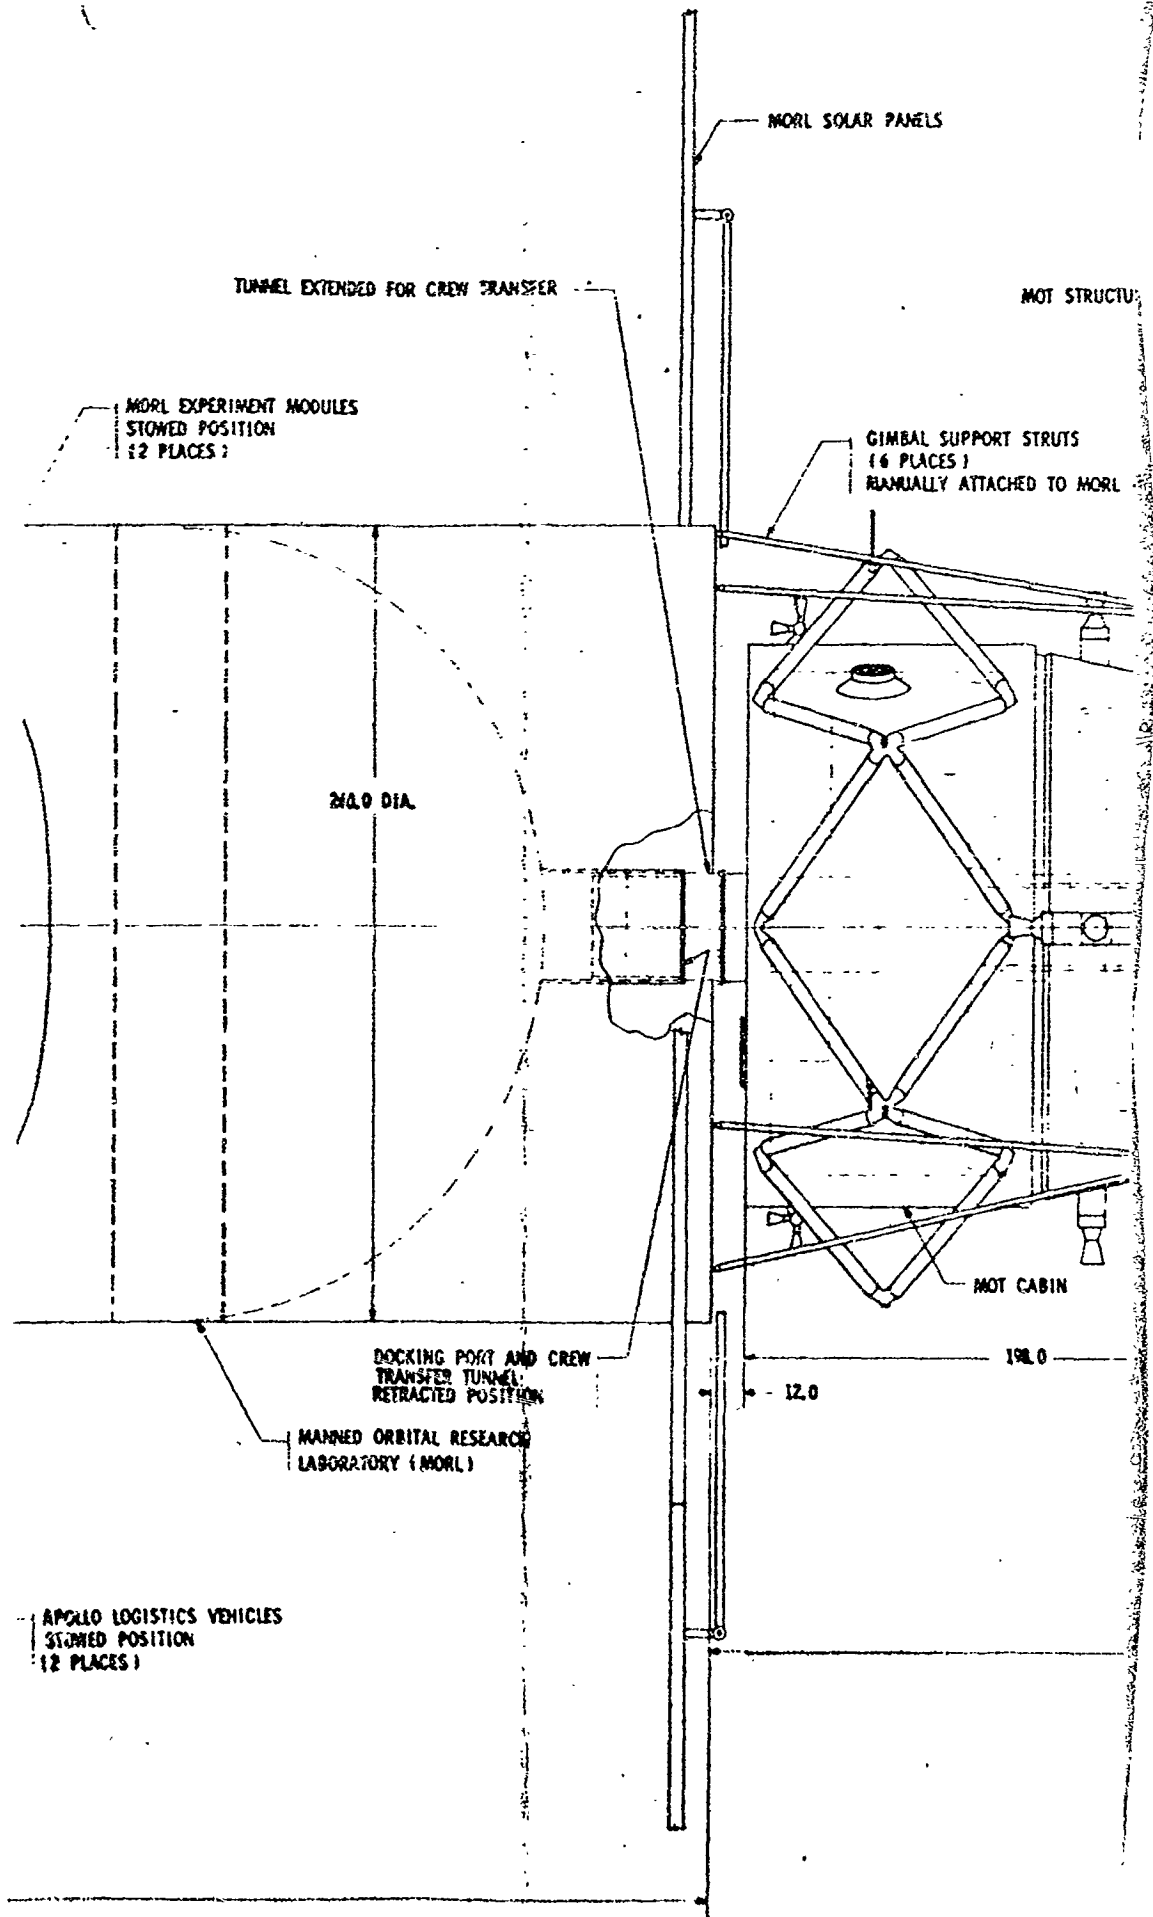 MORL SOLAR PANELS
TUNNEL EXTENDED FOR CREW TRANSFER
MOT STRUCTU
MORL EXPERIMENT MODULES
STOWED POSITION
(2 PLACES)
GIMBAL SUPPORT STRUTS
(6 PLACES)
MANUALLY ATTACHED TO MORL
260.0 DIA.
MOT CABIN
DOCKING PORT AND CREW
TRANSFER TUNNEL
RETRACTED POSITION
198.0
12.0
MANNED ORBITAL RESEARCH
LABORATORY (MORL)
APOLLO LOGISTICS VEHICLES
STOWED POSITION
(2 PLACES)